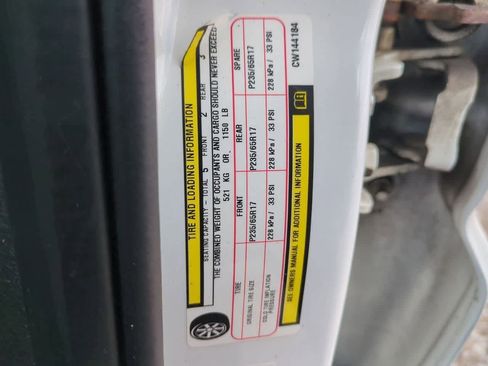 TIRE AND LOADING INFORMATION
SEATING CAPACITY - TOTAL 5 FRONT 2 REAR 3
THE COMBINED WEIGHT OF OCCUPANTS AND CARGO SHOULD NEVER EXCEED
521 KG OR. 1150 LB
TIRE FRONT REAR SPARE
ORIGINAL TIRE SIZE P235/65R17 P235/65R17 P235/65R17
COLD TIRE INFLATION PRESSURE 228 kPa/ 33 PSI 228 kPa/ 33 PSI 228 kPa/ 33 PSI
SEE OWNERS MANUAL FOR ADDITIONAL INFORMATION
CW144184